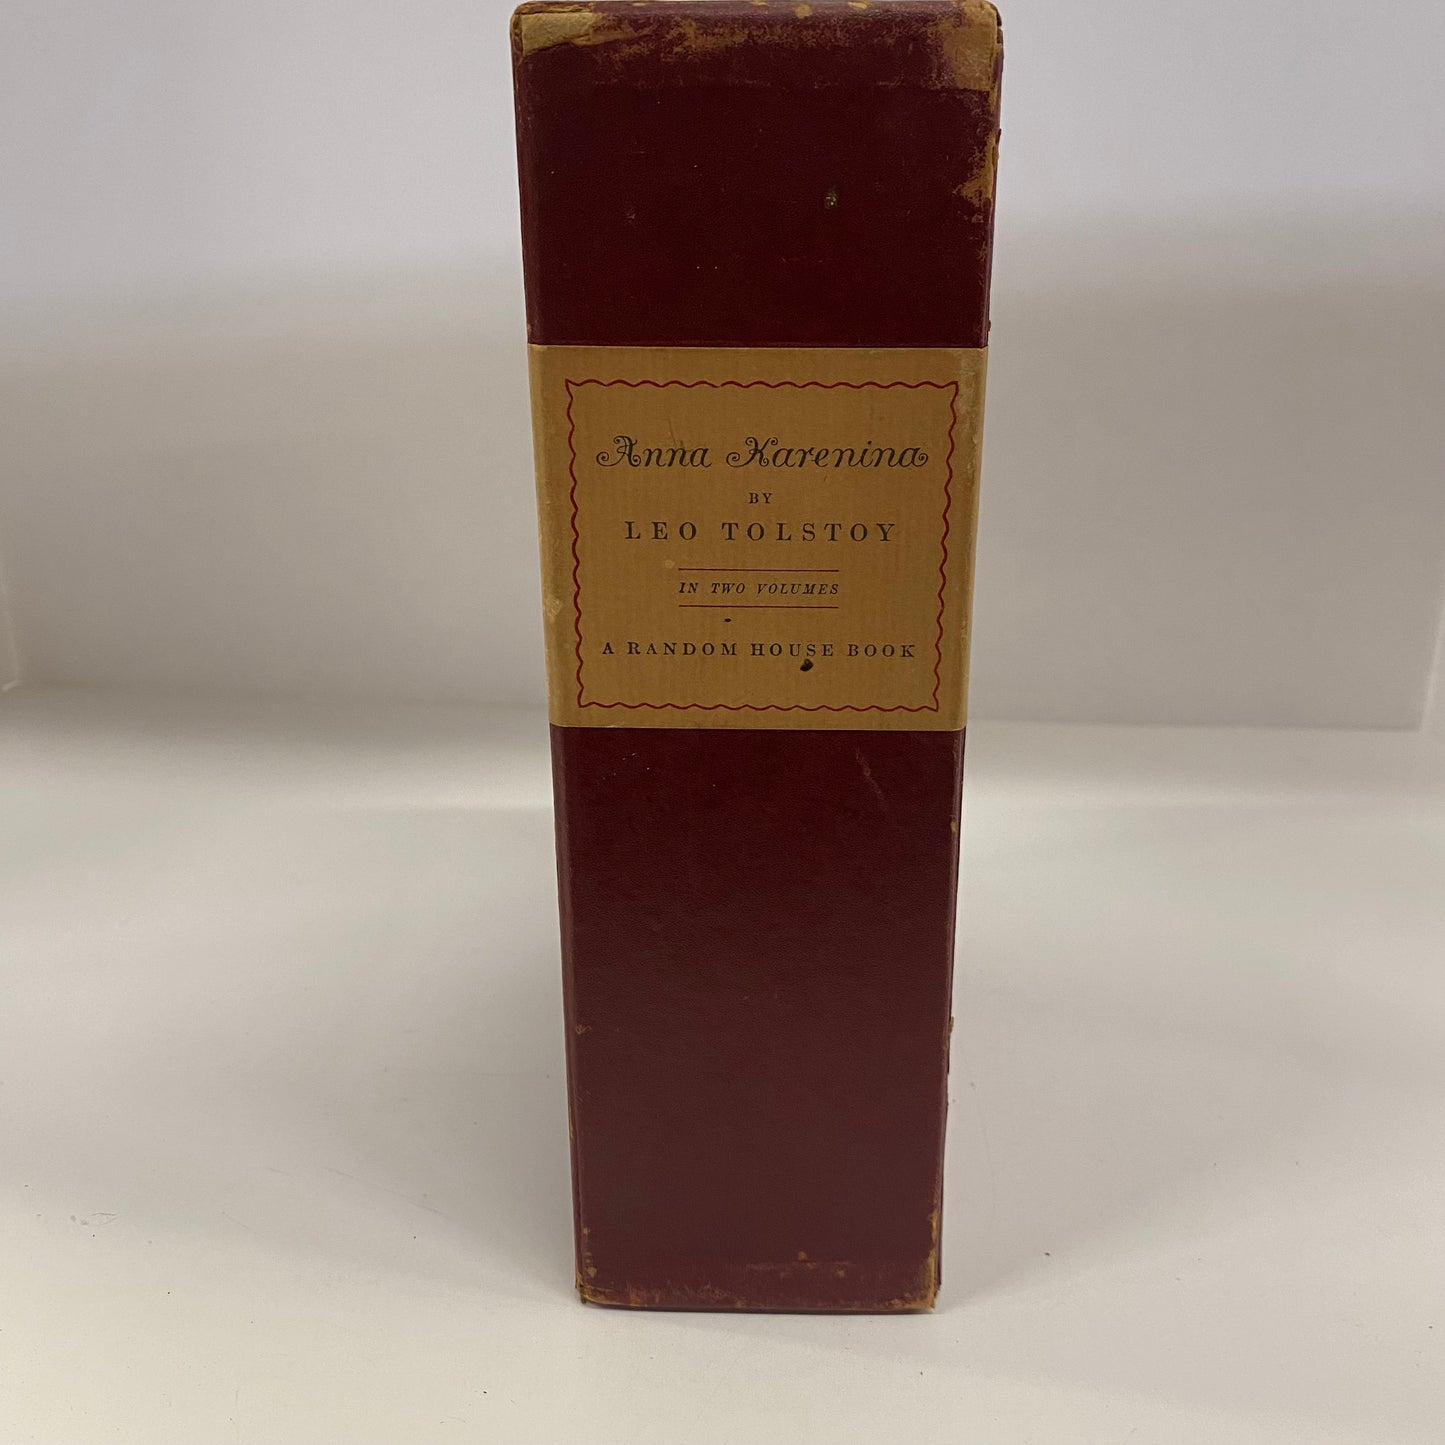 Anna Karenina
BY
LEO TOLSTOY
IN TWO VOLUMES
A RANDOM HOUSE BOOK